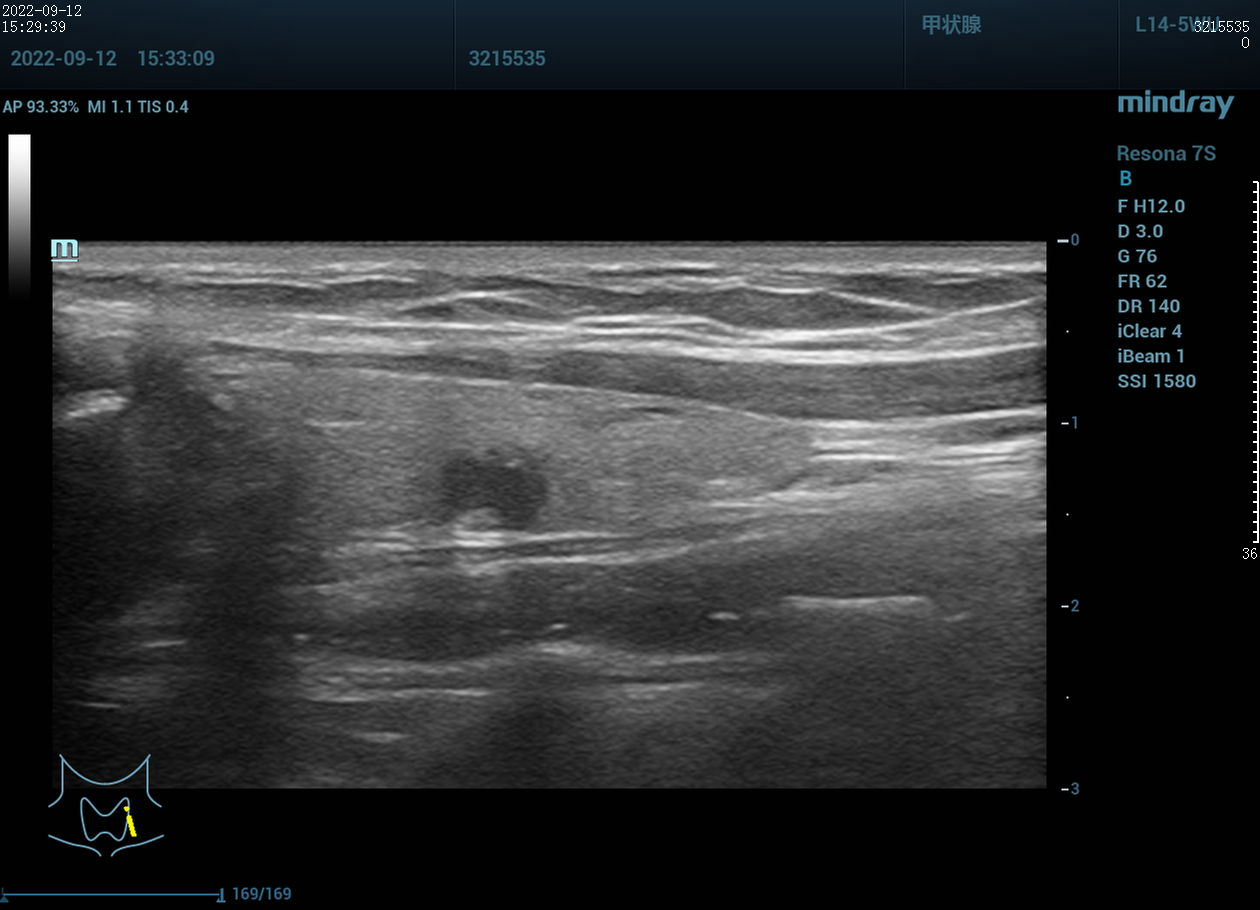 2022-09-12
15:29:39
2022-09-12 15:33:09
3215535
甲状腺
3215535
0
AP 93.33% MI 1.1 TIS 0.4
mindray
Resona 7S
B
F H12.0
D 3.0
G 76
FR 62
DR 140
iClear 4
iBeam 1
SSI 1580
m
0
1
2
3
36
169/169